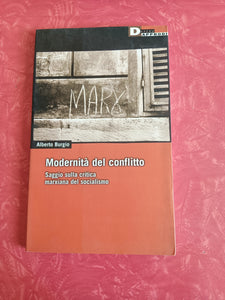 D
DeriveApprodi
MARX
Alberto Burgio
Modernità del conflitto
Saggio sulla critica
marxiana del socialismo